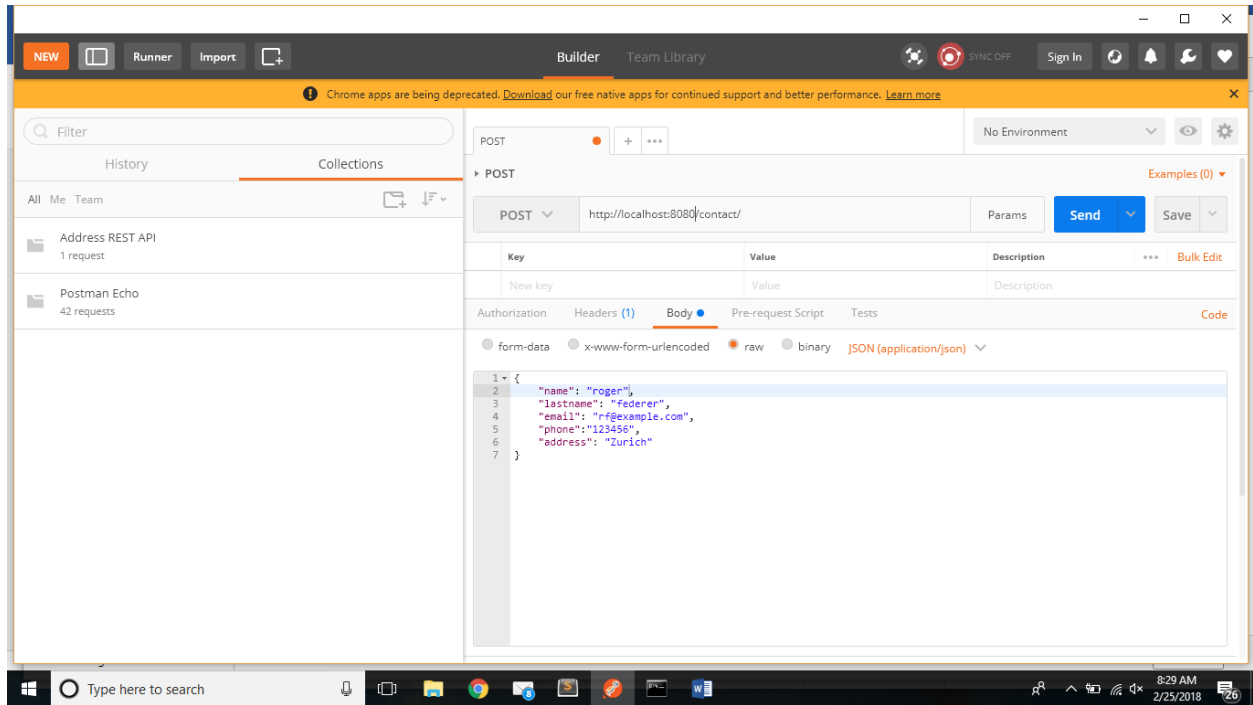 NEW Runner Import Builder Team Library SYNC OFF Sign In
Chrome apps are being deprecated. Download our free native apps for continued support and better performance. Learn more
Filter
History Collections
All Me Team
Address REST API
1 request
Postman Echo
42 requests
POST + ••• No Environment
POST Examples (0)
POST http://localhost:8080/contact/ Params Send Save
Key Value Description ••• Bulk Edit
New key Value Description
Authorization Headers (1) Body Pre-request Script Tests Code
form-data x-www-form-urlencoded raw binary JSON (application/json)
1 {
2 "name": "roger",
3 "lastname": "federer",
4 "email": "rf@example.com",
5 "phone":"123456",
6 "address": "Zurich"
7 }
Type here to search
8:29 AM
2/25/2018
26